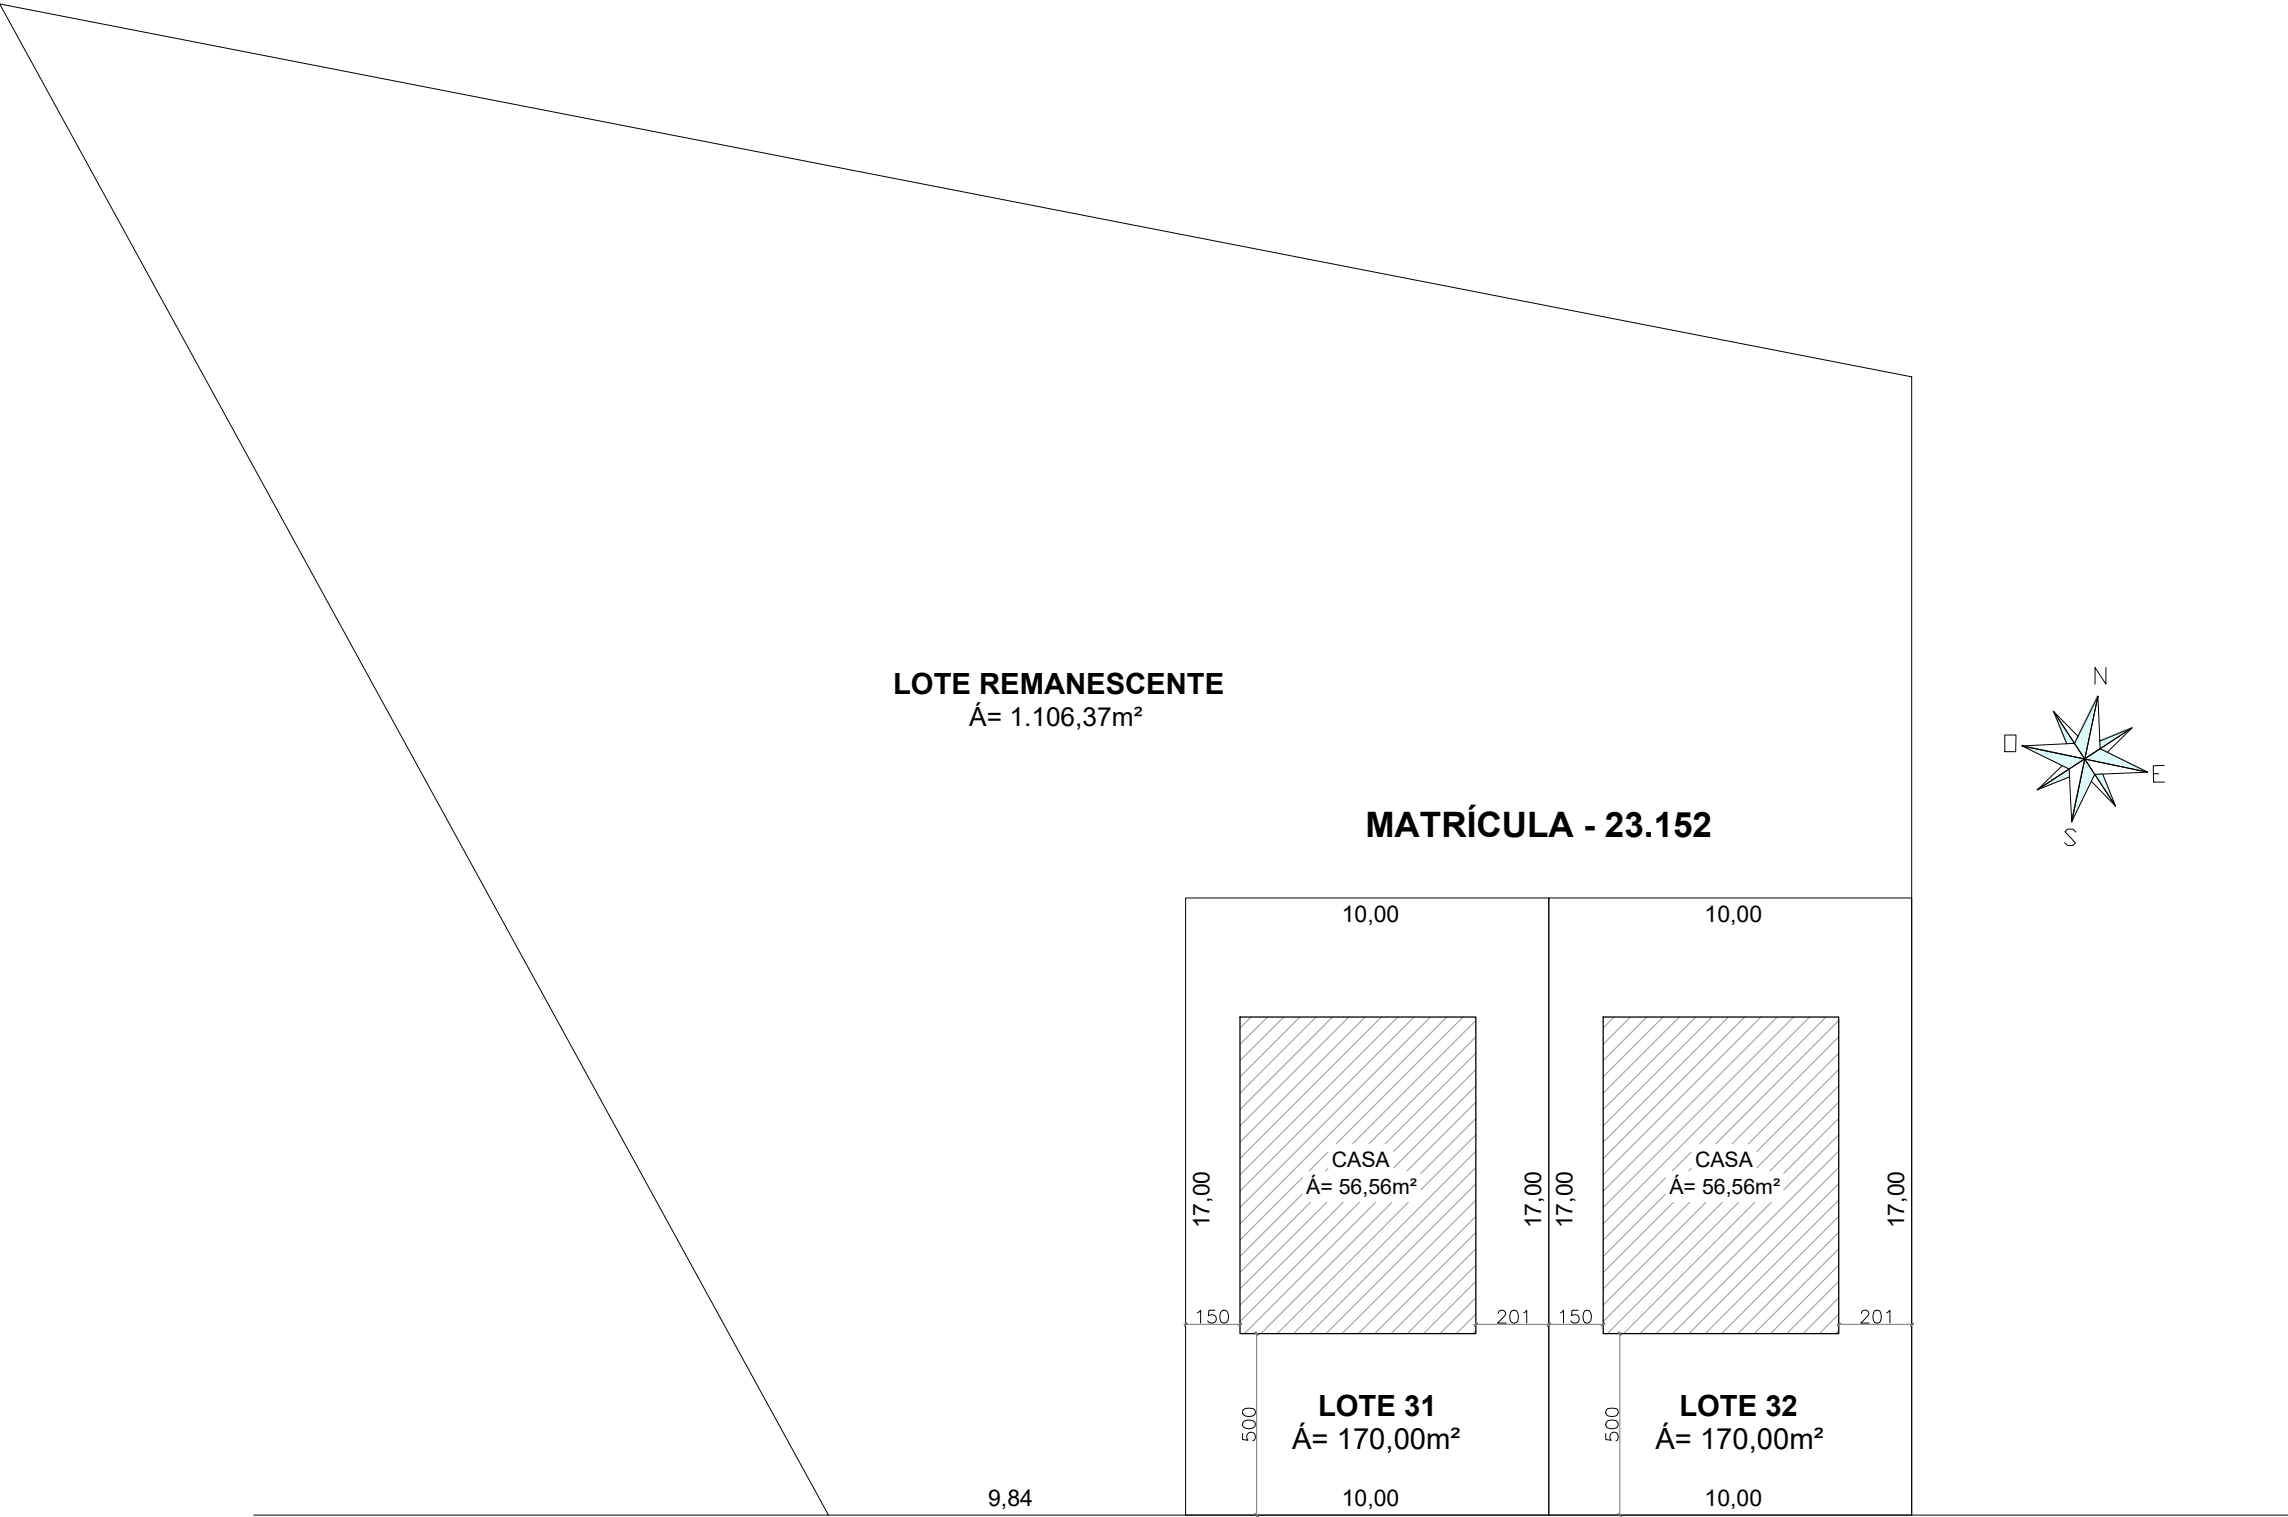 LOTE REMANESCENTE
Á= 1.106,37m²
N
O
E
S
MATRÍCULA - 23.152
10,00
10,00
CASA
Á= 56,56m²
CASA
Á= 56,56m²
17,00
17,00
17,00
17,00
150
201
150
201
500
500
LOTE 31
Á= 170,00m²
LOTE 32
Á= 170,00m²
9,84
10,00
10,00